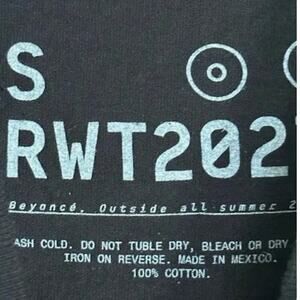 S
RWT202
Beyoncé. Outside all summer 2
ASH COLD. DO NOT TUBLE DRY, BLEACH OR DRY
IRON ON REVERSE. MADE IN MEXICO.
100% COTTON.